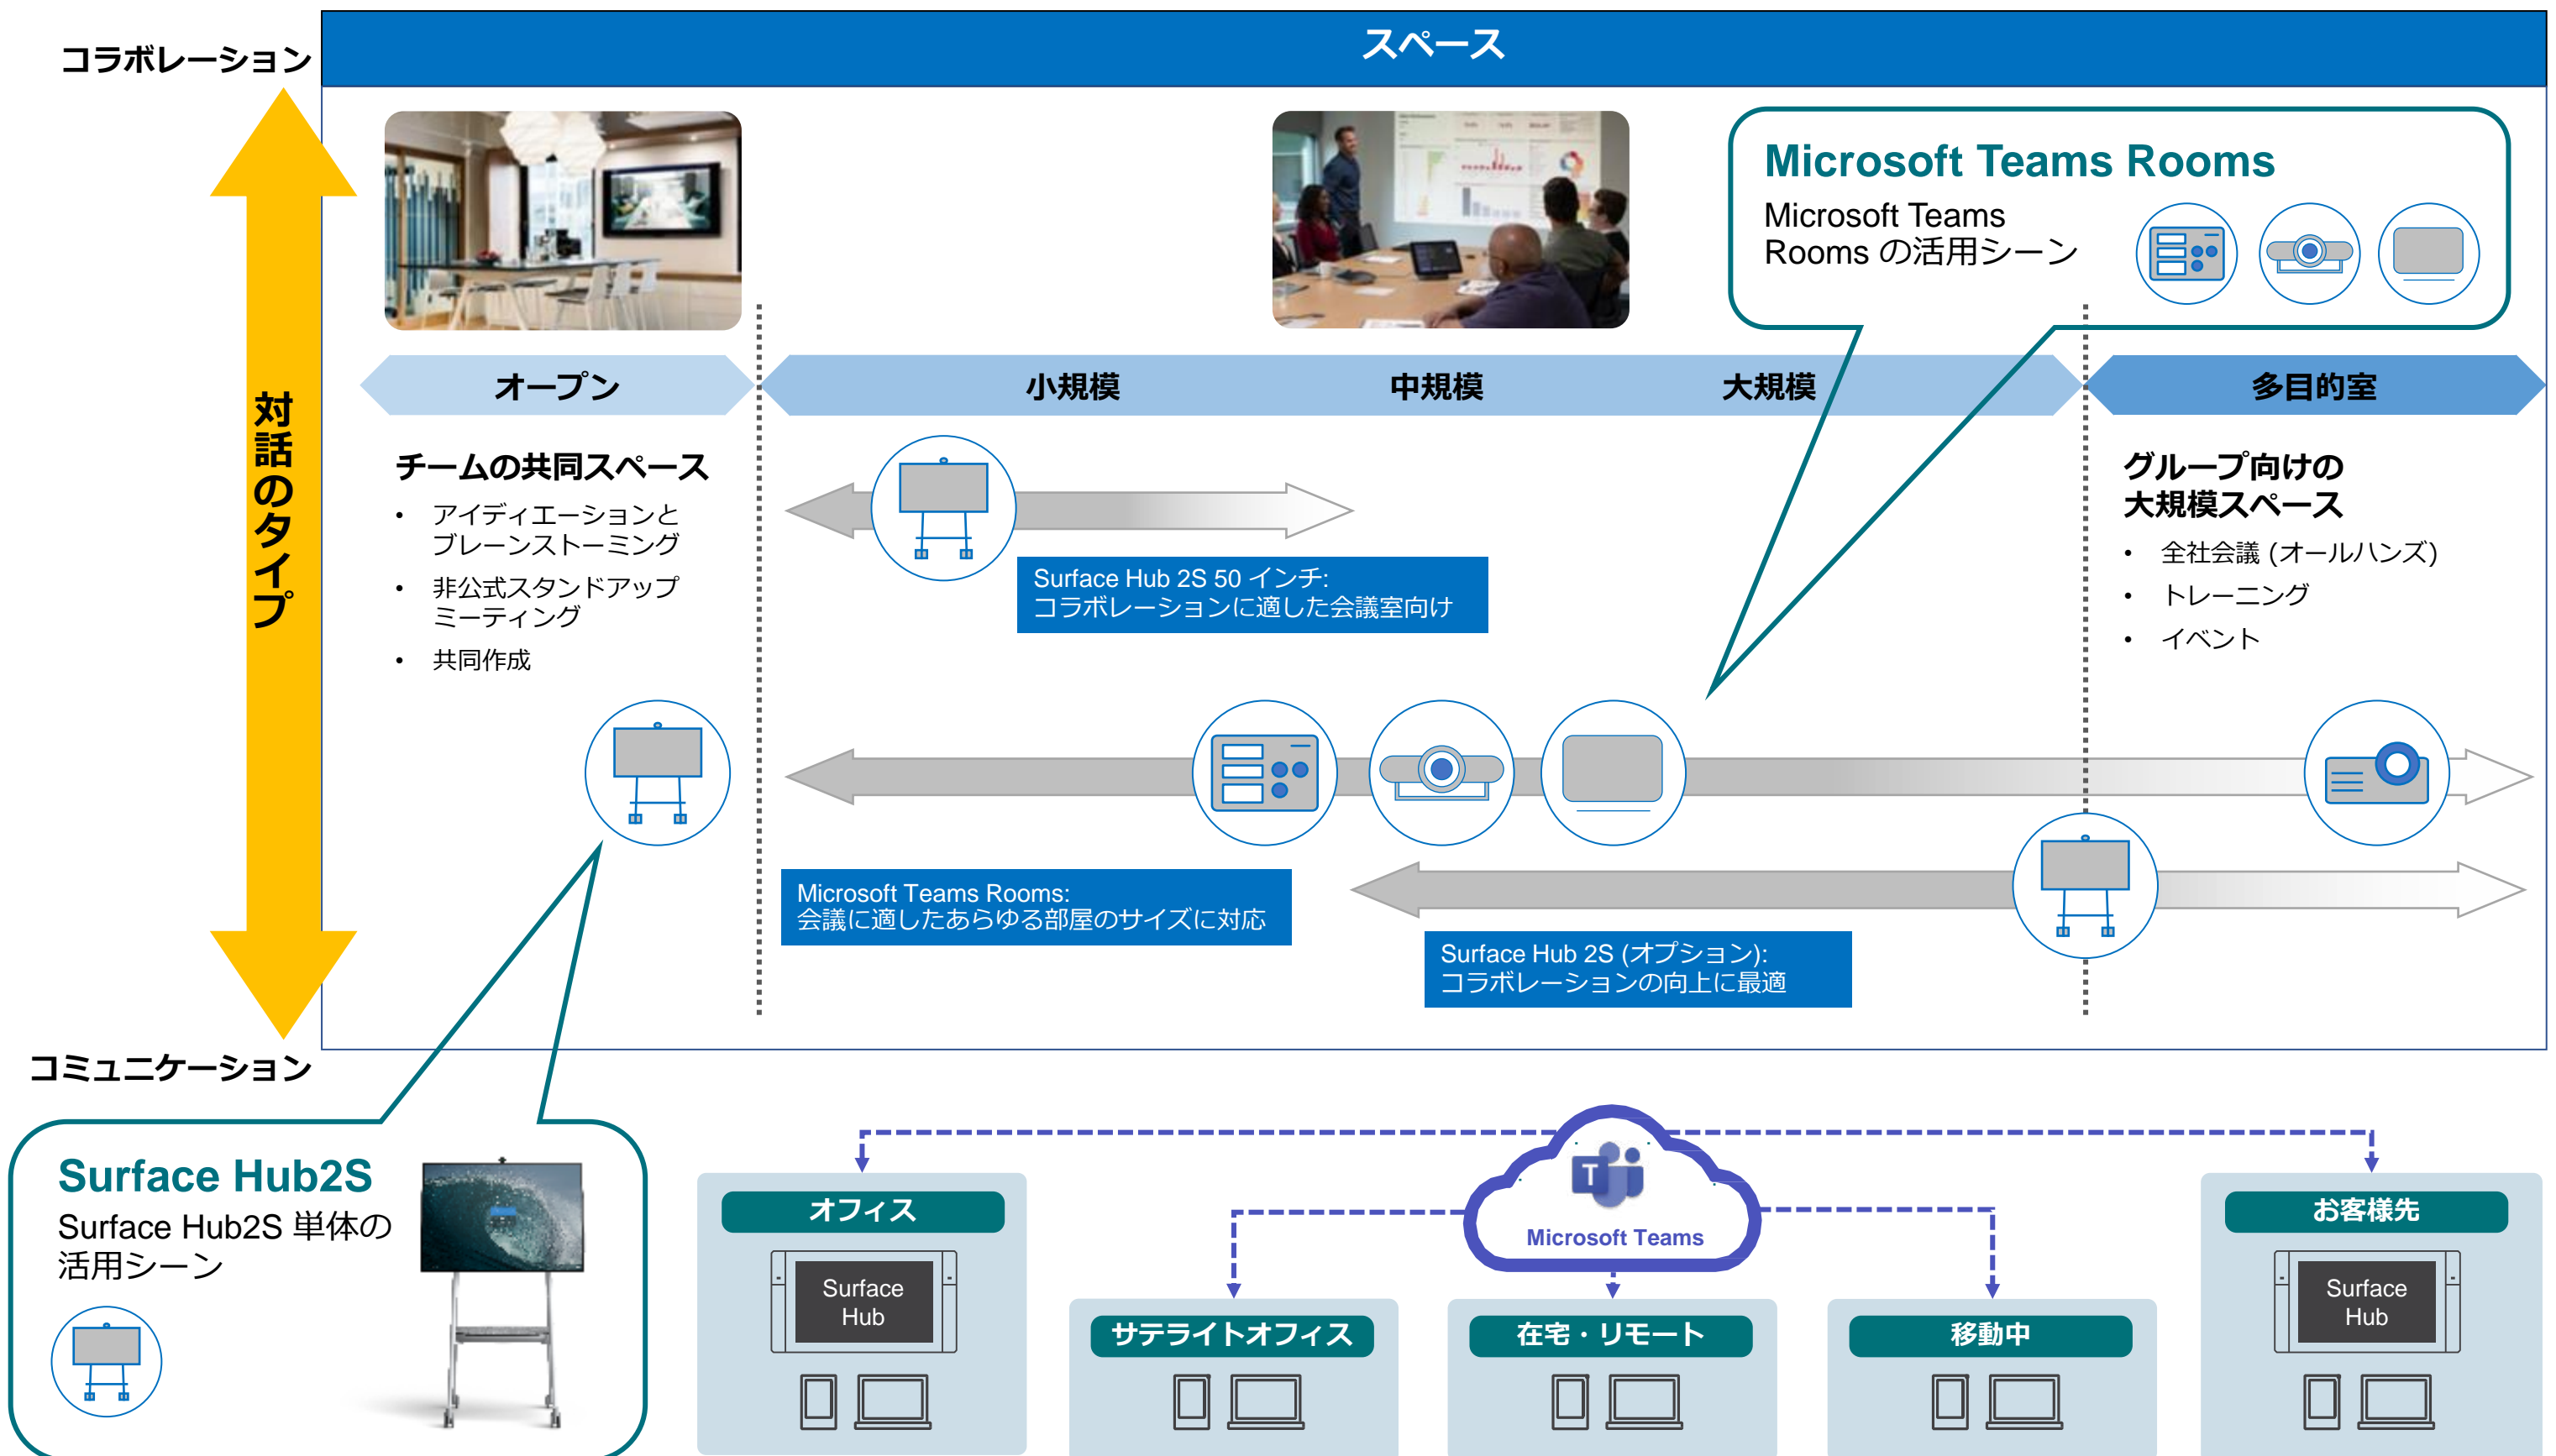 スペース
コラボレーション
対話のタイプ
コミュニケーション
Microsoft Teams Rooms
Microsoft Teams
Rooms の活用シーン
オープン
小規模
中規模
大規模
多目的室
チームの共同スペース
• アイディエーションと
ブレーンストーミング
• 非公式スタンドアップ
ミーティング
• 共同作成
Surface Hub 2S 50 インチ:
コラボレーションに適した会議室向け
グループ向けの
大規模スペース
• 全社会議 (オールハンズ)
• トレーニング
• イベント
Microsoft Teams Rooms:
会議に適したあらゆる部屋のサイズに対応
Surface Hub 2S (オプション):
コラボレーションの向上に最適
Surface Hub2S
Surface Hub2S 単体の
活用シーン
T
Microsoft Teams
オフィス
Surface
Hub
サテライトオフィス
在宅・リモート
移動中
お客様先
Surface
Hub